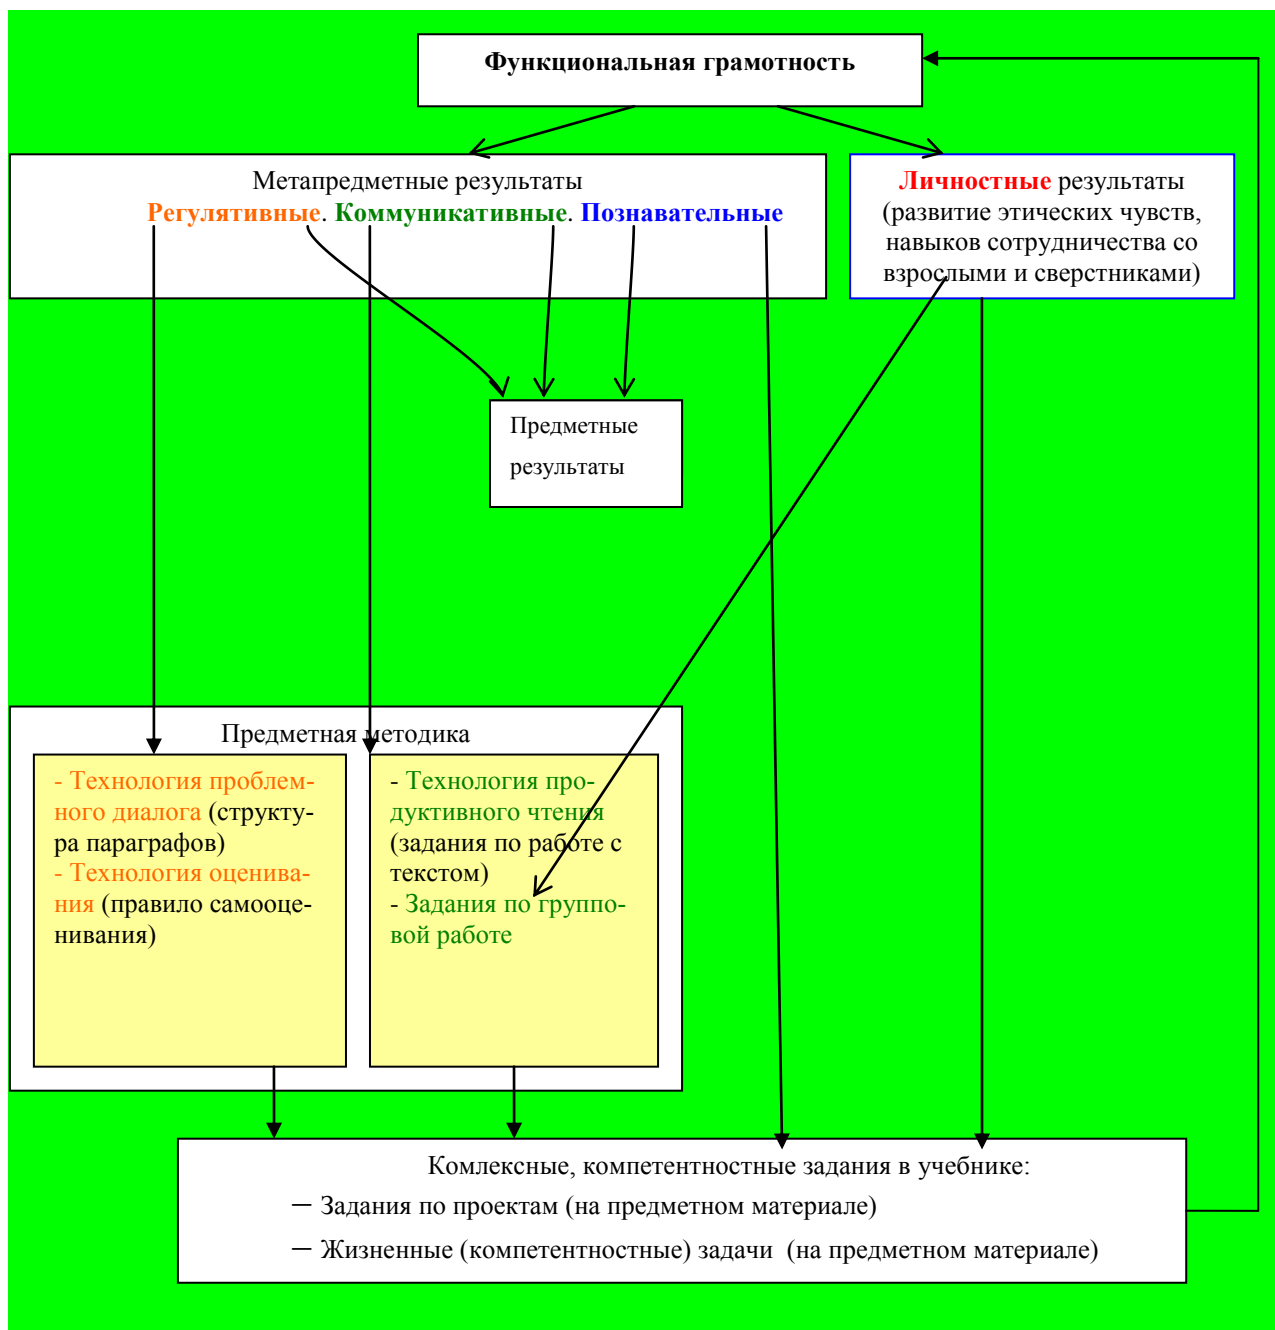 Функциональная грамотность
Метапредметные результаты
Регулятивные. Коммуникативные. Познавательные
Личностные результаты
(развитие этических чувств,
навыков сотрудничества со
взрослыми и сверстниками)
Предметные
результаты
Предметная методика
- Технология проблем-
ного диалога (структу-
ра параграфов)
- Технология оценива-
ния (правило самооце-
нивания)
- Технология про-
дуктивного чтения
(задания по работе с
текстом)
- Задания по группо-
вой работе
Комлексные, компетентностные задания в учебнике:
— Задания по проектам (на предметном материале)
— Жизненные (компетентностные) задачи (на предметном материале)